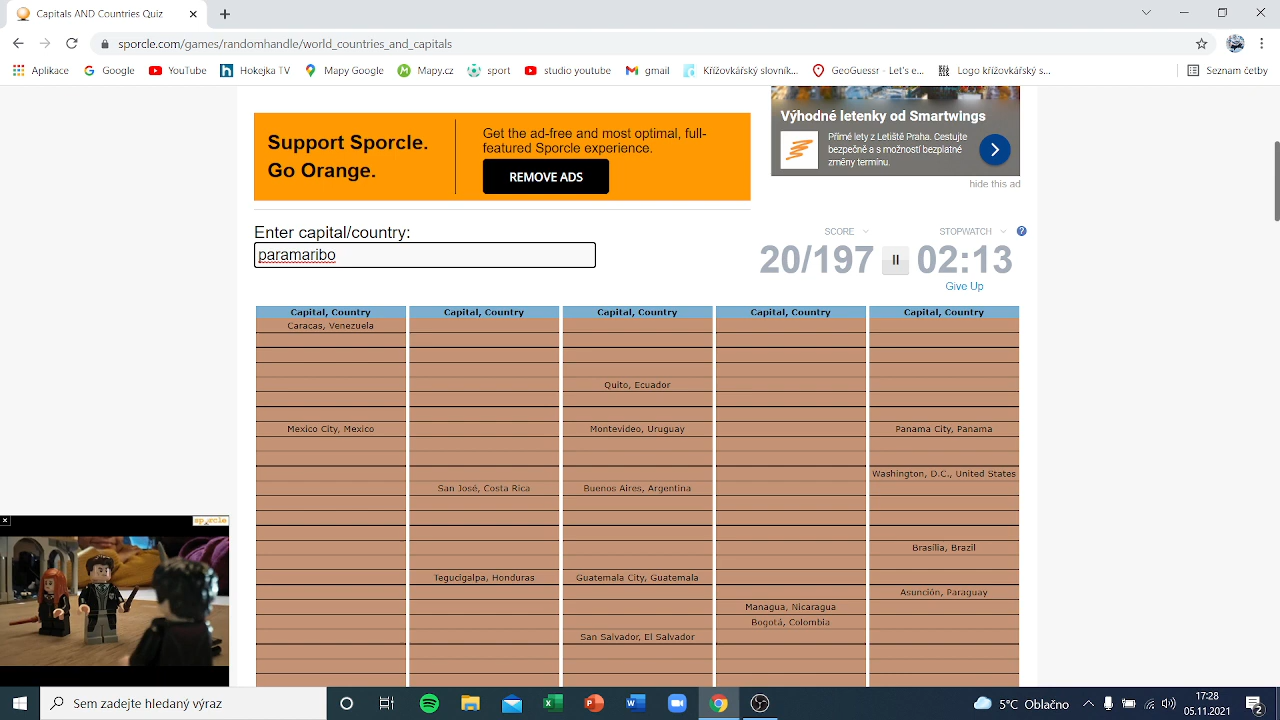 Capitals AND Countries Quiz
sporcle.com/games/rando/world_countries_and_capitals
Aplikace
Google
YouTube
Hokejka TV
Mapy Google
Mapy.cz
sport
studio youtube
gmail
Křížovkářský slovní...
GeoGuessr - Let's e...
Logo křížovkářský s...
Seznam četby
Support Sporcle.
Go Orange.
Get the ad-free and most optimal, full-
featured Sporcle experience.
REMOVE ADS
Výhodné letenky od Smartwings
Přímé lety z Letiště Praha. Cestujte
bezpečně a s možností bezplatné
změny termínu.
hide this ad
Enter capital/country:
paramaribo
SCORE
STOPWATCH
20/197
02:13
Give Up
Capital, Country Capital, Country Capital, Country Capital, Country Capital, Country
Caracas, Venezuela
Quito, Ecuador
Mexico City, Mexico Montevideo, Uruguay Panama City, Panama
Washington, D.C., United States
San José, Costa Rica Buenos Aires, Argentina
Brasília, Brazil
Tegucigalpa, Honduras Guatemala City, Guatemala
Asunción, Paraguay
Managua, Nicaragua
Bogotá, Colombia
San Salvador, El Salvador
sporcle
Sem zadejte hledaný výraz
5°C Oblačno
17:28
05.11.2021
2